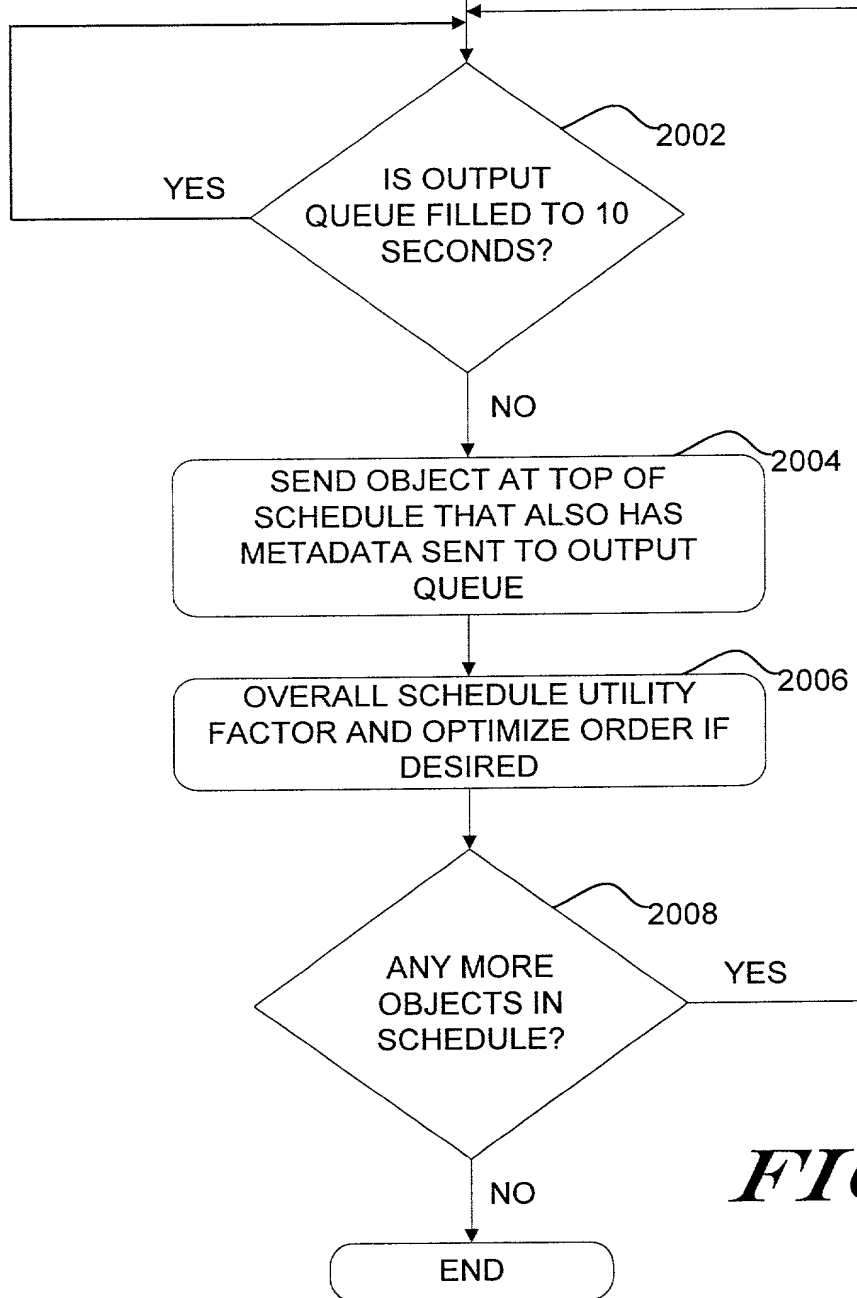 2002
IS OUTPUT
QUEUE FILLED TO 10
SECONDS?
YES
NO
2004
SEND OBJECT AT TOP OF
SCHEDULE THAT ALSO HAS
METADATA SENT TO OUTPUT
QUEUE
2006
OVERALL SCHEDULE UTILITY
FACTOR AND OPTIMIZE ORDER IF
DESIRED
2008
ANY MORE
OBJECTS IN
SCHEDULE?
YES
NO
END